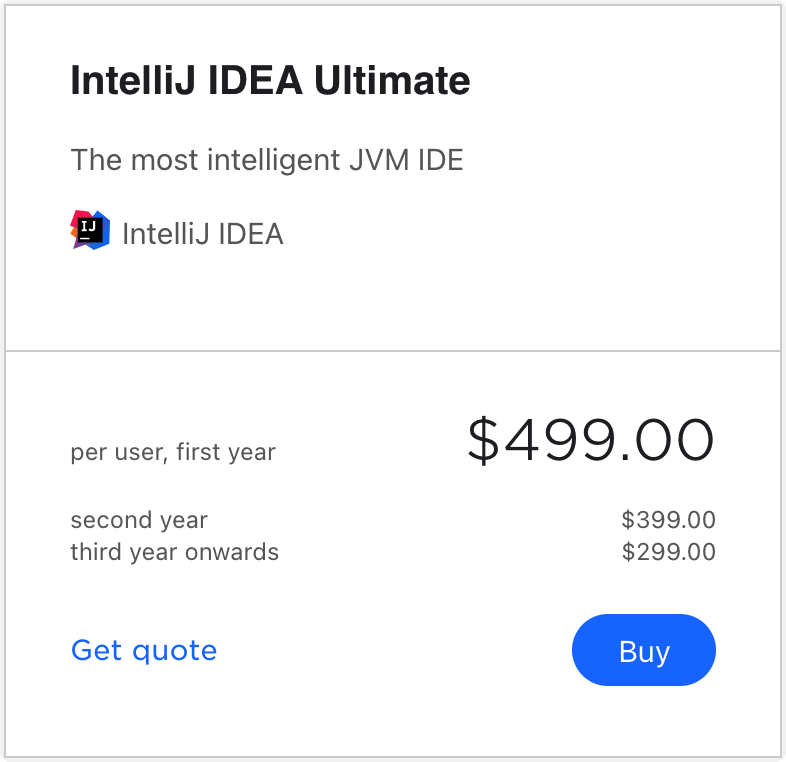 IntelliJ IDEA Ultimate
The most intelligent JVM IDE
IJ IntelliJ IDEA
per user, first year $499.00
second year $399.00
third year onwards $299.00
Get quote Buy